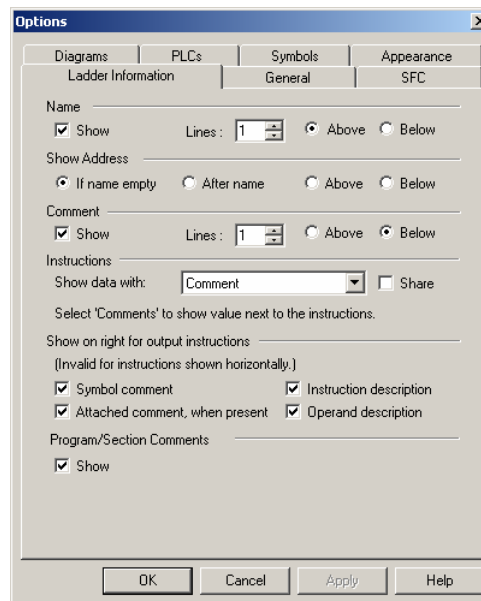 Options
Diagrams PLCs Symbols Appearance
Ladder Information General SFC
Name
Show Lines : 1 Above Below
Show Address
If name empty After name Above Below
Comment
Show Lines : 1 Above Below
Instructions
Show data with: Comment Share
Select 'Comments' to show value next to the instructions.
Show on right for output instructions
(Invalid for instructions shown horizontally.)
Symbol comment Instruction description
Attached comment, when present Operand description
Program/Section Comments
Show
OK Cancel Apply Help